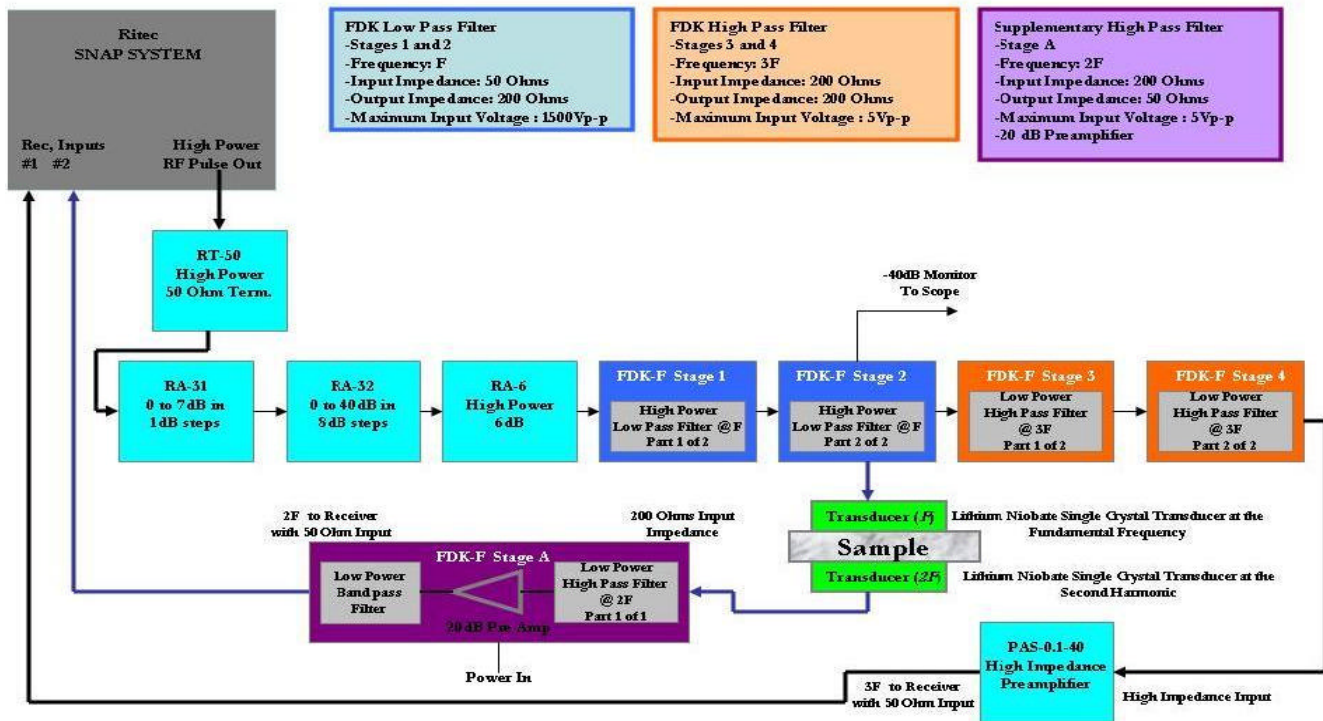 Ritec
SNAP SYSTEM
Rec, Inputs
#1 #2
High Power
RF Pulse Out
FDK Low Pass Filter
-Stages 1 and 2
-Frequency: F
-Input Impedance: 50 Ohms
-Output Impedance: 200 Ohms
-Maximum Input Voltage : 1500Vp-p
FDK High Pass Filter
-Stages 3 and 4
-Frequency: 3F
-Input Impedance: 200 Ohms
-Output Impedance: 200 Ohms
-Maximum Input Voltage : 5Vp-p
Supplementary High Pass Filter
-Stage A
-Frequency: 2F
-Input Impedance: 200 Ohms
-Output Impedance: 50 Ohms
-Maximum Input Voltage : 5Vp-p
-20 dB Preamplifier
RT-50
High Power
50 Ohm Term.
-40dB Monitor
To Scope
RA-31
0 to 7dB in
1dB steps
RA-32
0 to 40dB in
8dB steps
RA-6
High Power
6dB
FDK-F Stage 1
High Power
Low Pass Filter @F
Part 1 of 2
FDK-F Stage 2
High Power
Low Pass Filter @F
Part 2 of 2
FDK-F Stage 3
Low Power
High Pass Filter
@ 3F
Part 1 of 2
FDK-F Stage 4
Low Power
High Pass Filter
@ 3F
Part 2 of 2
2F to Receiver
with 50 Ohm Input
200 Ohms Input
Impedance
Transducer (F)
Lithium Niobate Single Crystal Transducer at the
Fundamental Frequency
Sample
Transducer (2F)
Lithium Niobate Single Crystal Transducer at the
Second Harmonic
FDK-F Stage A
Low Power
Bandpass
Filter
20dB Pre Amp
Low Power
High Pass Filter
@ 2F
Part 1 of 1
Power In
PAS-0.1-40
High Impedance
Preamplifier
3F to Receiver
with 50 Ohm Input
High Impedance Input